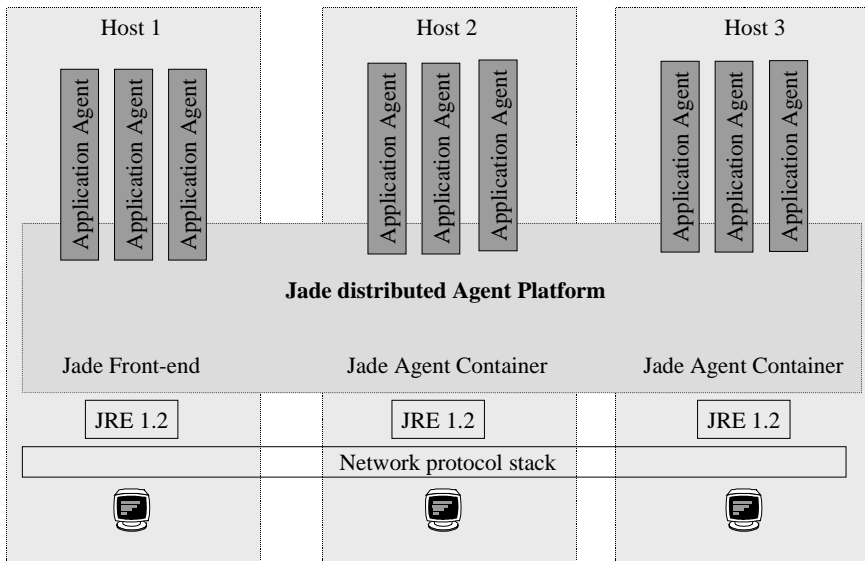 Host 1
Host 2
Host 3
Application Agent
Application Agent
Application Agent
Application Agent
Application Agent
Application Agent
Application Agent
Application Agent
Application Agent
Jade distributed Agent Platform
Jade Front-end
Jade Agent Container
Jade Agent Container
JRE 1.2
JRE 1.2
JRE 1.2
Network protocol stack